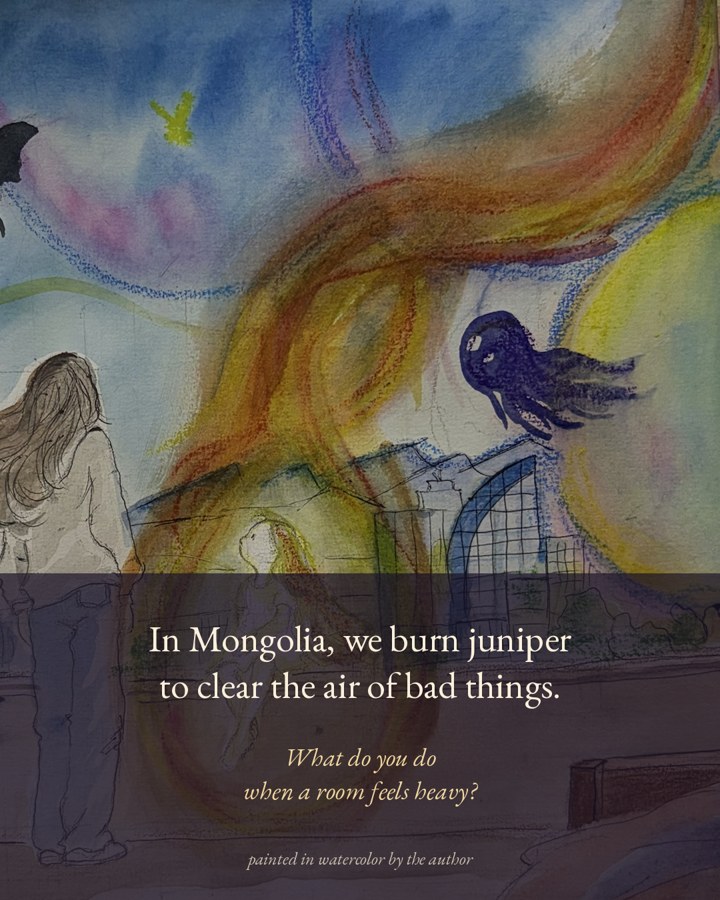 In Mongolia, we burn juniper
to clear the air of bad things.
What do you do
when a room feels heavy?
painted in watercolor by the author